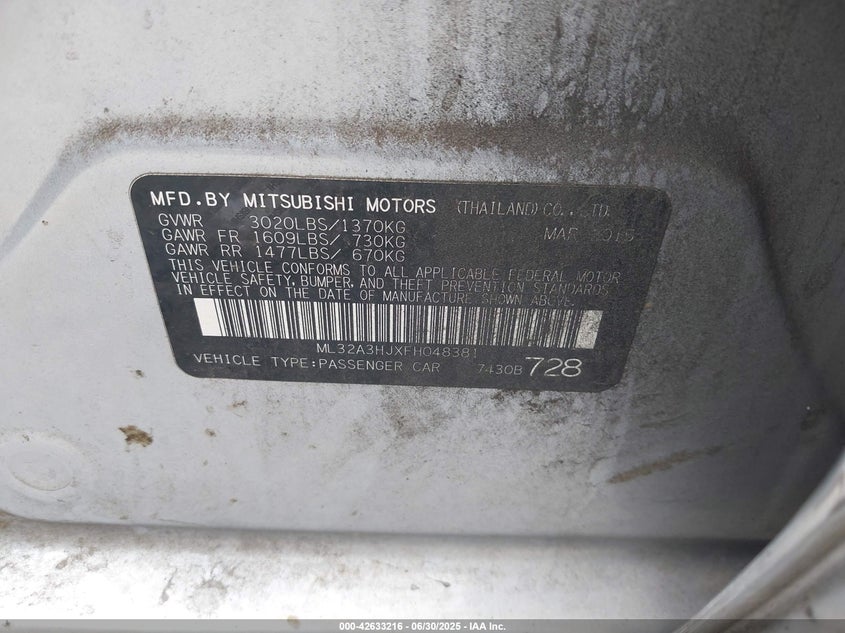 MFD.BY MITSUBISHI MOTORS (THAILAND) CO.,LTD.
GVWR 3020LBS/1370KG MAR 2015
GAWR FR 1609LBS/ 730KG
GAWR RR 1477LBS/ 670KG
THIS VEHICLE CONFORMS TO ALL APPLICABLE FEDERAL MOTOR
VEHICLE SAFETY, BUMPER, AND THEFT PREVENTION STANDARDS
IN EFFECT ON THE DATE OF MANUFACTURE SHOWN ABOVE.
ML32A3HJXFH048381
VEHICLE TYPE:PASSENGER CAR 7430B 728
000-42633216 - 06/30/2025 - IAA Inc.